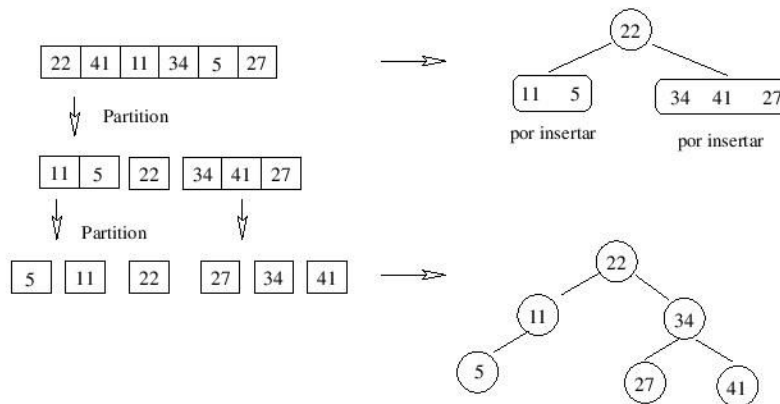 22
22 41 11 34 5 27
11 5
34 41 27
Partition
por insertar
por insertar
11 5 22 34 41 27
Partition
5 11 22 27 34 41
22
11
34
5
27
41